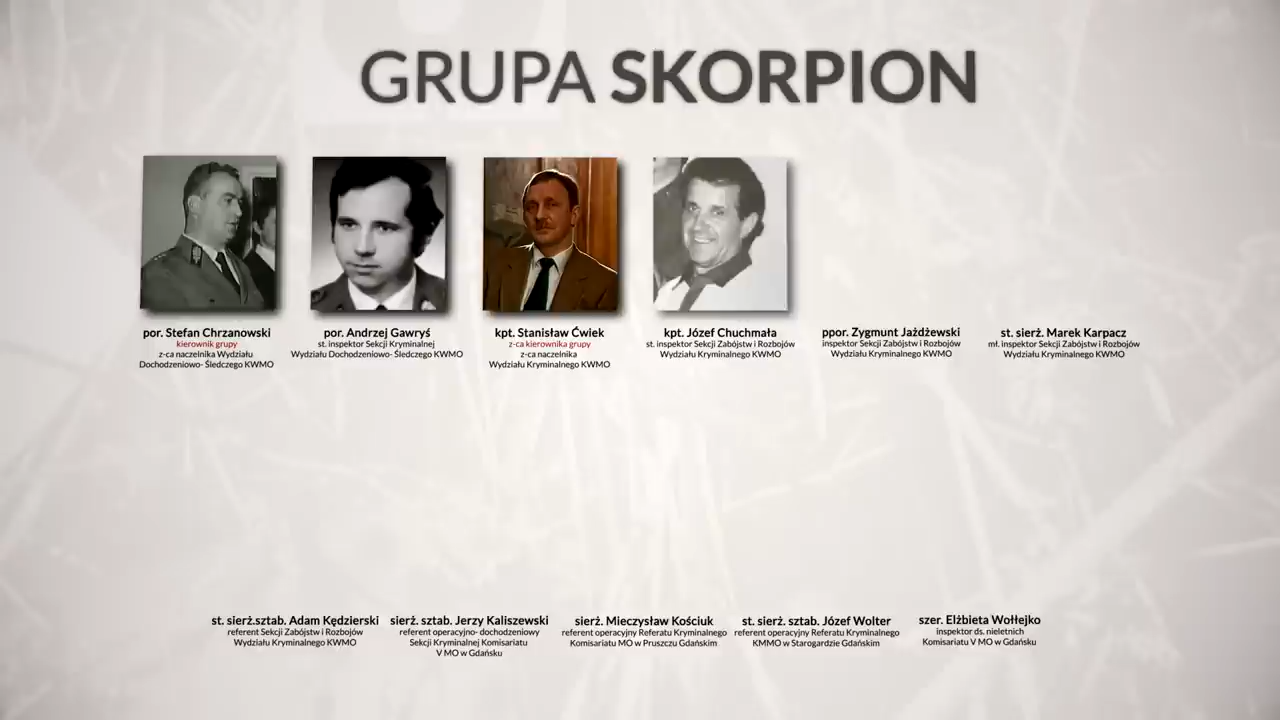 GRUPA SKORPION
por. Stefan Chrzanowski
kierownik grupy
z-ca naczelnika Wydziału
Dochodzeniowo- Śledczego KWMO
por. Andrzej Gawryś
st. inspektor Sekcji Kryminalnej
Wydziału Dochodzeniowo- Śledczego KWMO
kpt. Stanisław Ćwiek
z-ca kierownika grupy
z-ca naczelnika
Wydziału Kryminalnego KWMO
kpt. Józef Chuchmała
st. inspektor Sekcji Zabójstw i Rozbojów
Wydziału Kryminalnego KWMO
ppor. Zygmunt Jażdżewski
inspektor Sekcji Zabójstw i Rozbojów
Wydziału Kryminalnego KWMO
st. sierż. Marek Karpacz
mł. inspektor Sekcji Zabójstw i Rozbojów
Wydziału Kryminalnego KWMO
st. sierż.sztab. Adam Kędzierski
referent Sekcji Zabójstw i Rozbojów
Wydziału Kryminalnego KWMO
sierż. sztab. Jerzy Kaliszewski
referent operacyjno- dochodzeniowy
Sekcji Kryminalnej Komisariatu
V MO w Gdańsku
sierż. Mieczysław Kościuk
referent operacyjny Referatu Kryminalnego
Komisariatu MO w Pruszczu Gdańskim
st. sierż. sztab. Józef Wolter
referent operacyjny Referatu Kryminalnego
KMMO w Starogardzie Gdańskim
szer. Elżbieta Wołłejko
inspektor ds. nieletnich
Komisariatu V MO w Gdańsku